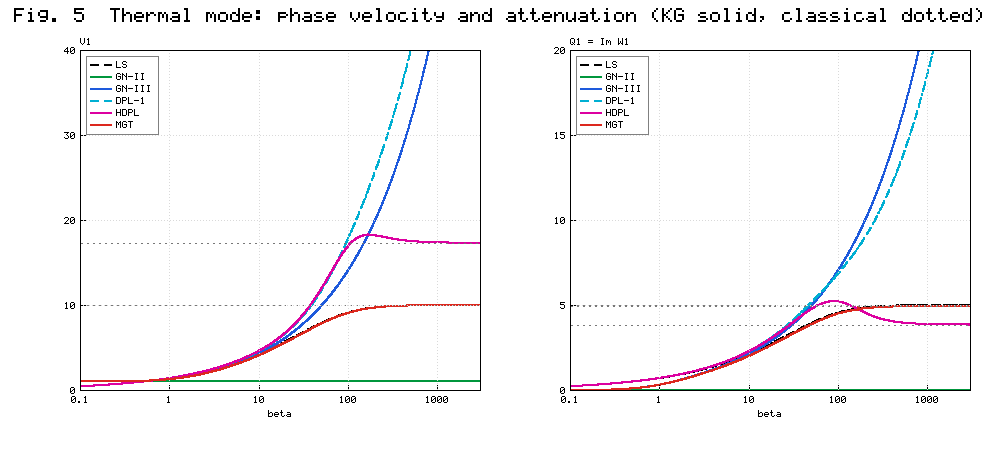 Fig. 5  Thermal mode: phase velocity and attenuation (KG solid, classical dotted)
V1
40
30
20
10
0
LS
GN-II
GN-III
DPL-1
HDPL
MGT
0.1
1
10
100
1000
beta
Q1 = Im W1
20
15
10
5
0
LS
GN-II
GN-III
DPL-1
HDPL
MGT
0.1
1
10
100
1000
beta